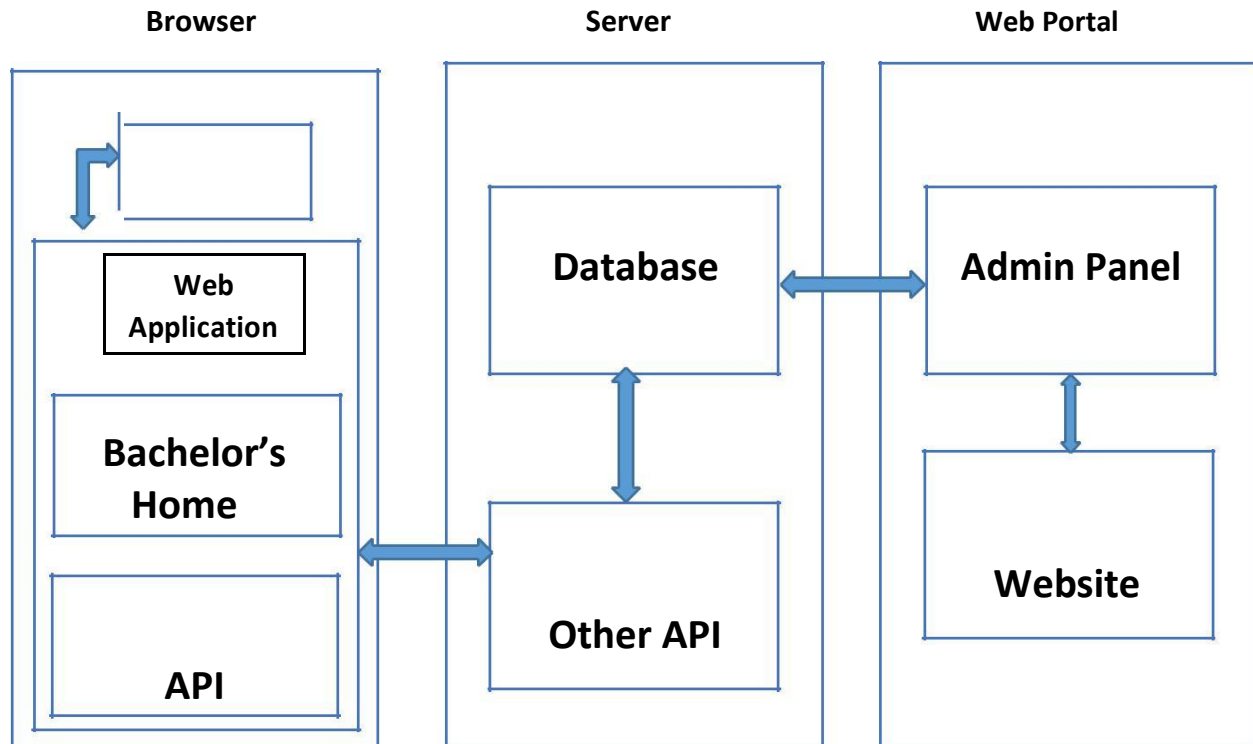 Browser
Server
Web Portal
Web
Application
Bachelor’s
Home
API
Database
Other API
Admin Panel
Website